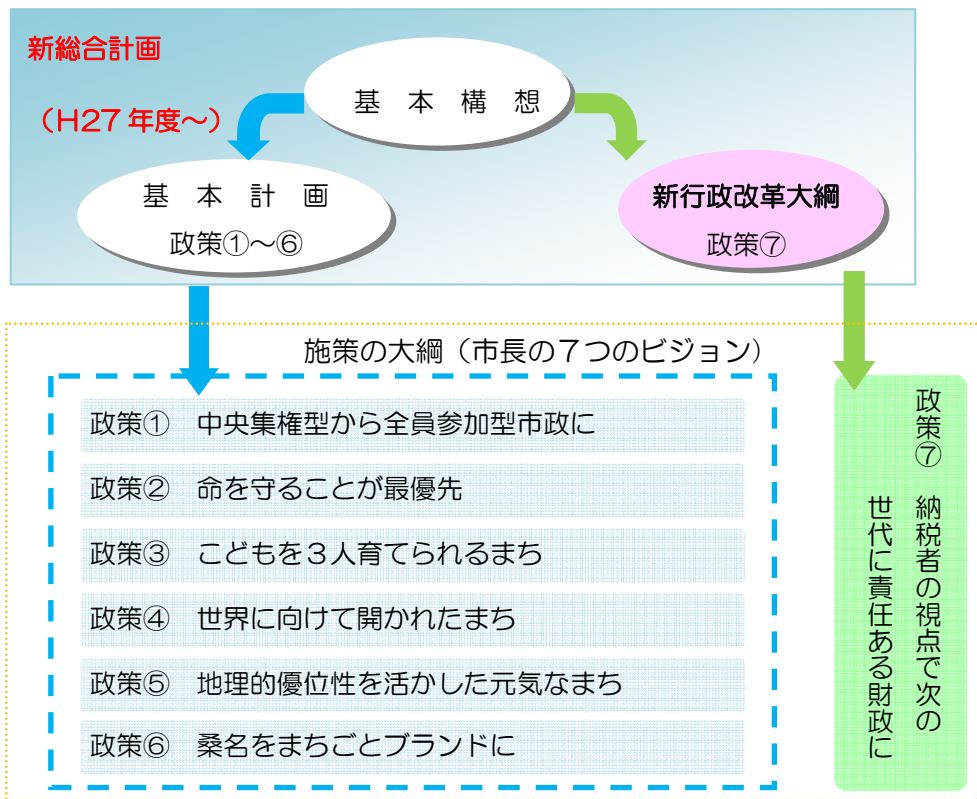 新総合計画
（H27年度～）
基　本　構　想
基　本　計　画
政策①～⑥
新行政改革大綱
政策⑦
施策の大綱（市長の７つのビジョン）
政策①　中央集権型から全員参加型市政に
政策②　命を守ることが最優先
政策③　こどもを３人育てられるまち
政策④　世界に向けて開かれたまち
政策⑤　地理的優位性を活かした元気なまち
政策⑥　桑名をまちごとブランドに
政策⑦　納税者の視点で次の
世代に責任ある財政に